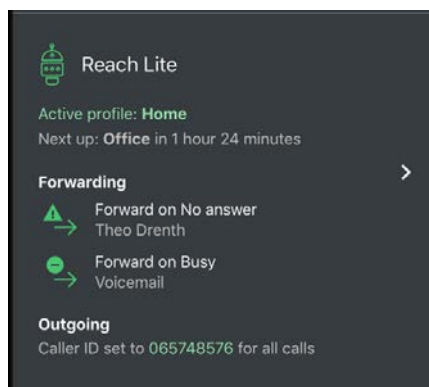 Reach Lite
Active profile: Home
Next up: Office in 1 hour 24 minutes
Forwarding
Forward on No answer
Theo Drenth
Forward on Busy
Voicemail
Outgoing
Caller ID set to 065748576 for all calls